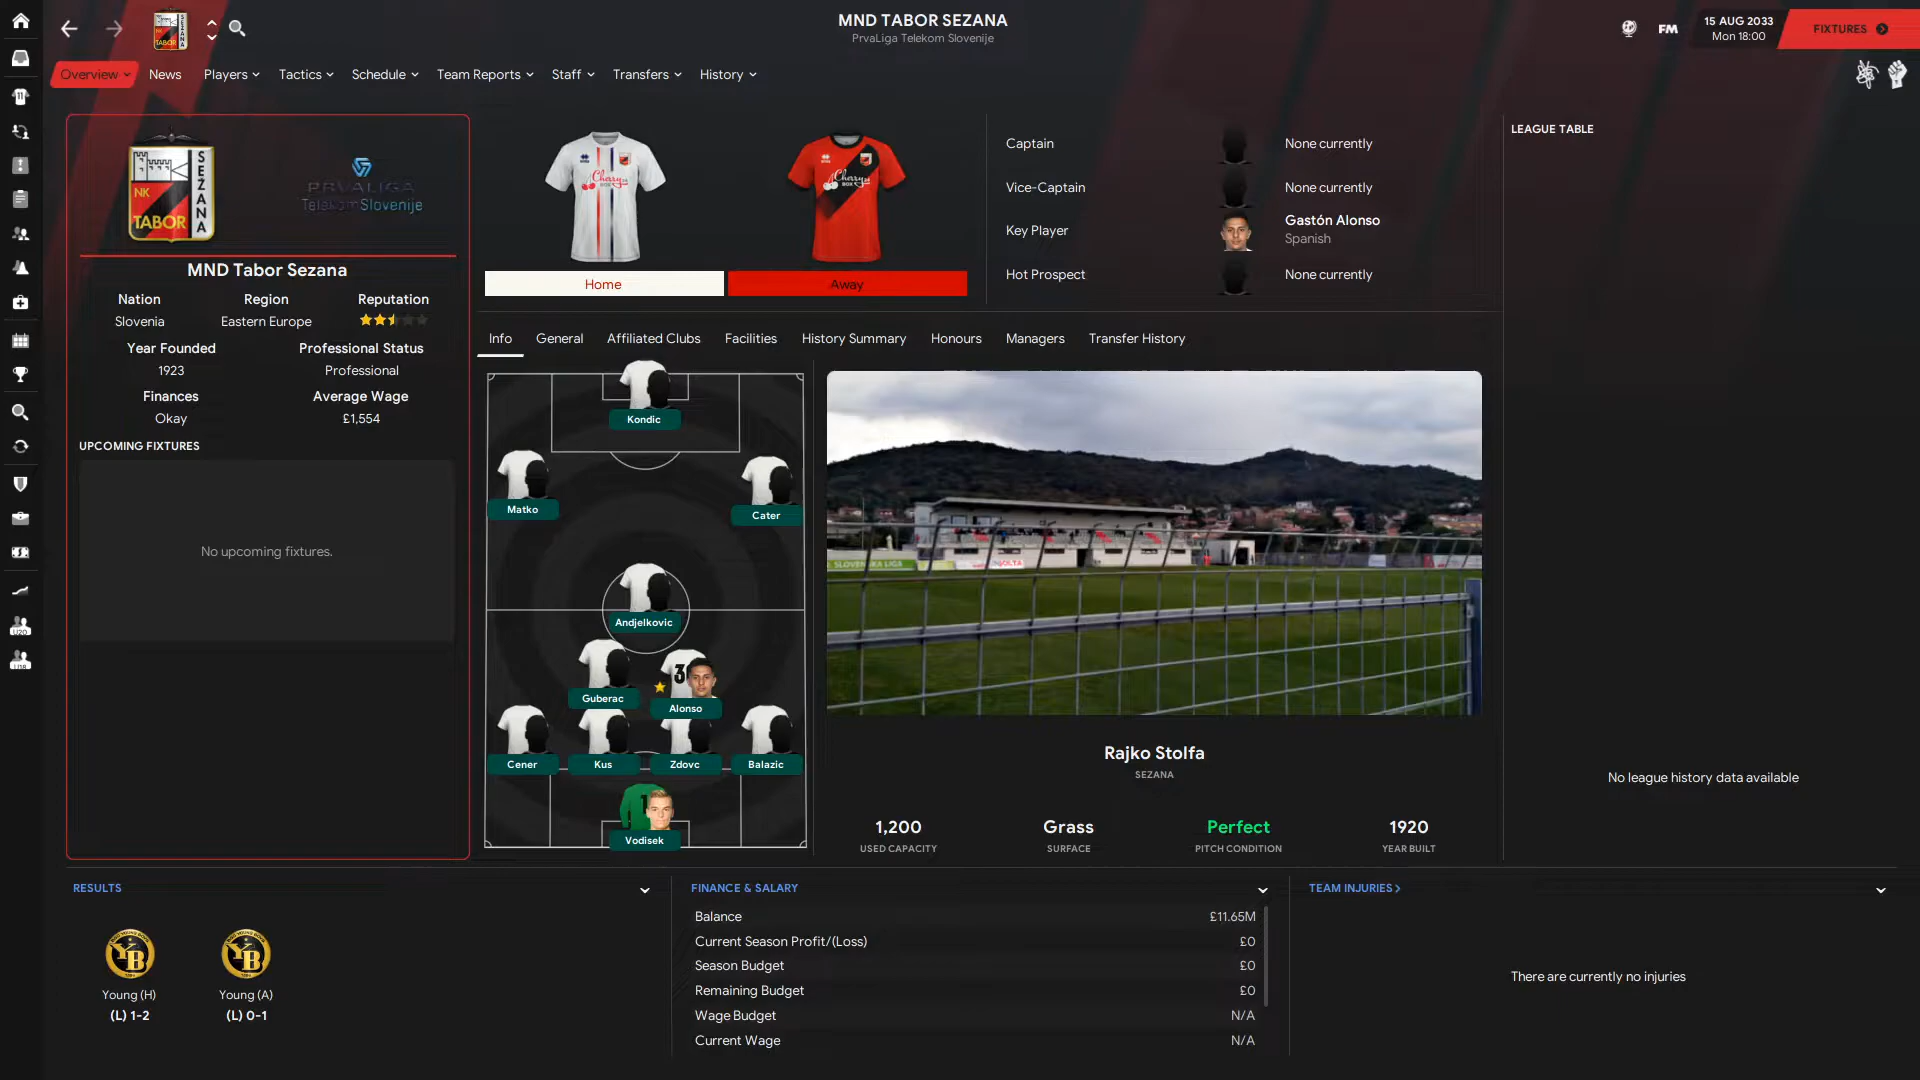 MND TABOR SEZANA
PrvaLiga Telekom Slovenije
FM
15 AUG 2033
Mon 18:00
FIXTURES
Overview
News
Players
Tactics
Schedule
Team Reports
Staff
Transfers
History
NK
TABOR
SEZANA
PRVALIGA
TelekomSlovenije
MND Tabor Sezana
Nation
Region
Reputation
Slovenia
Eastern Europe
Year Founded
Professional Status
1923
Professional
Finances
Average Wage
Okay
£1,554
UPCOMING FIXTURES
No upcoming fixtures.
Cherry
BOX
Cherry
BOX
Home
Away
Captain
None currently
Vice-Captain
None currently
Key Player
Gastón Alonso
Spanish
Hot Prospect
None currently
LEAGUE TABLE
No league history data available
Info
General
Affiliated Clubs
Facilities
History Summary
Honours
Managers
Transfer History
Kondic
Matko
Cater
Andjelkovic
Guberac
Alonso
Cener
Kus
Zdovc
Balazic
Vodisek
Rajko Stolfa
SEZANA
1,200
USED CAPACITY
Grass
SURFACE
Perfect
PITCH CONDITION
1920
YEAR BUILT
RESULTS
Young (H)
(L) 1-2
Young (A)
(L) 0-1
FINANCE & SALARY
Balance
£11.65M
Current Season Profit/(Loss)
£0
Season Budget
£0
Remaining Budget
£0
Wage Budget
N/A
Current Wage
N/A
TEAM INJURIES
There are currently no injuries